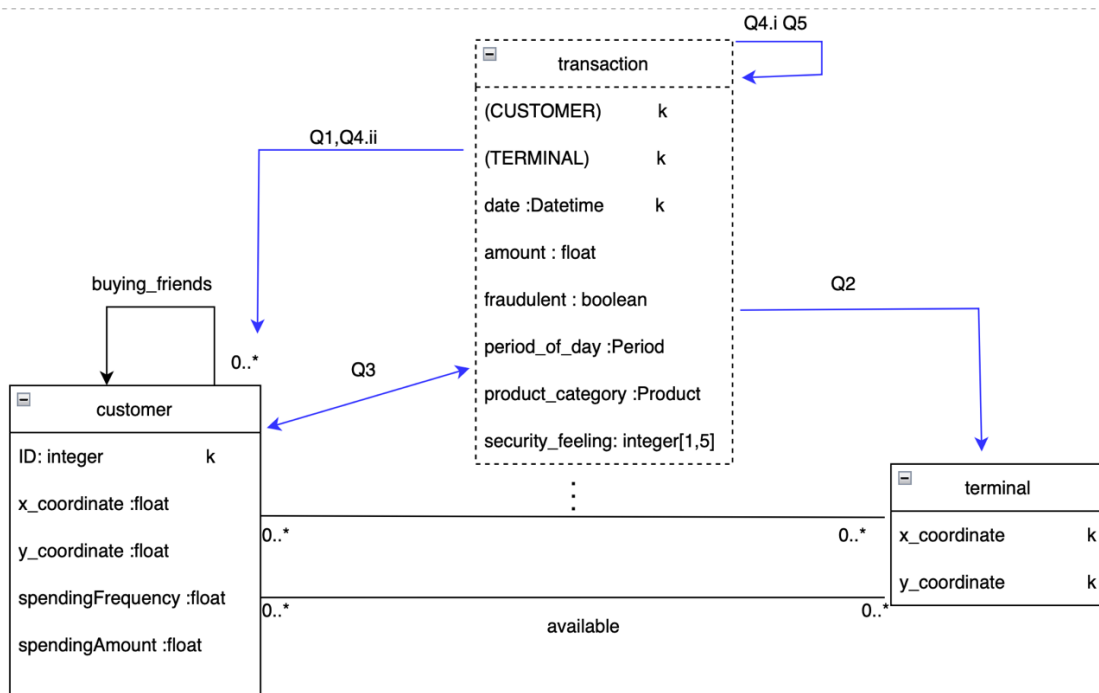 Q4.i Q5
transaction
(CUSTOMER) k
(TERMINAL) k
date :Datetime k
amount : float
fraudulent : boolean
period_of_day :Period
product_category :Product
security_feeling: integer[1,5]
Q1,Q4.ii
buying_friends
0..*
Q3
Q2
customer
ID: integer k
x_coordinate :float
y_coordinate :float
spendingFrequency :float
spendingAmount :float
terminal
x_coordinate k
y_coordinate k
0..*
0..*
0..*
0..*
available